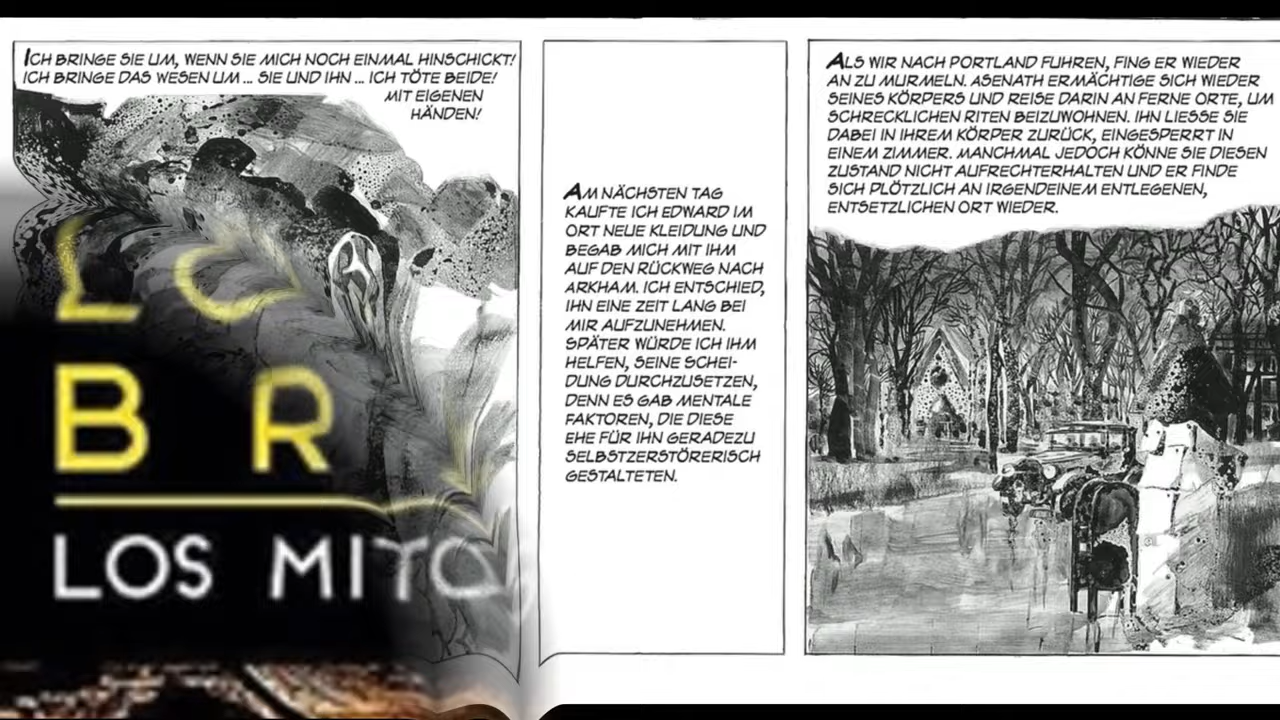 ICH BRINGE SIE UM, WENN SIE MICH NOCH EINMAL HINSCHICKT!
ICH BRINGE DAS WESEN UM ... SIE UND IHN ... ICH TÖTE BEIDE!
MIT EIGENEN
HÄNDEN!
AM NÄCHSTEN TAG
KAUFTE ICH EDWARD IM
ORT NEUE KLEIDUNG UND
BEGAB MICH MIT IHM
AUF DEN RÜCKWEG NACH
ARKHAM. ICH ENTSCHIED,
IHN EINE ZEIT LANG BEI
MIR AUFZUNEHMEN.
SPÄTER WÜRDE ICH IHM
HELFEN, SEINE SCHEI-
DUNG DURCHZUSETZEN,
DENN ES GAB MENTALE
FAKTOREN, DIE DIESE
EHE FÜR IHN GERADEZU
SELBSTZERSTÖRERISCH
GESTALTETEN.
ALS WIR NACH PORTLAND FUHREN, FING ER WIEDER
AN ZU MURMELN. ASENATH ERMÄCHTIGE SICH WIEDER
SEINES KÖRPERS UND REISE DARIN AN FERNE ORTE, UM
SCHRECKLICHEN RITEN BEIZUWOHNEN. IHN LIESSE SIE
DABEI IN IHREM KÖRPER ZURÜCK, EINGESPERRT IN
EINEM ZIMMER. MANCHMAL JEDOCH KÖNNE SIE DIESEN
ZUSTAND NICHT AUFRECHTERHALTEN UND ER FINDE
SICH PLÖTZLICH AN IRGENDEINEM ENTLEGENEN,
ENTSETZLICHEN ORT WIEDER.
L O
B R
LOS MITO